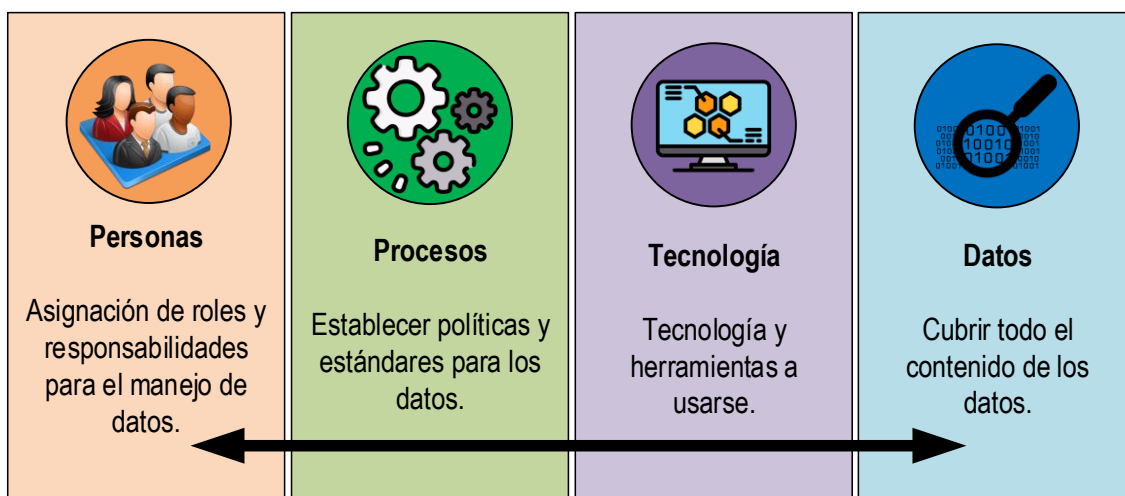 Personas
Asignación de roles y
responsabilidades
para el manejo de
datos.
Procesos
Establecer políticas y
estándares para los
datos.
Tecnología
Tecnología y
herramientas a
usarse.
Datos
Cubrir todo el
contenido de los
datos.